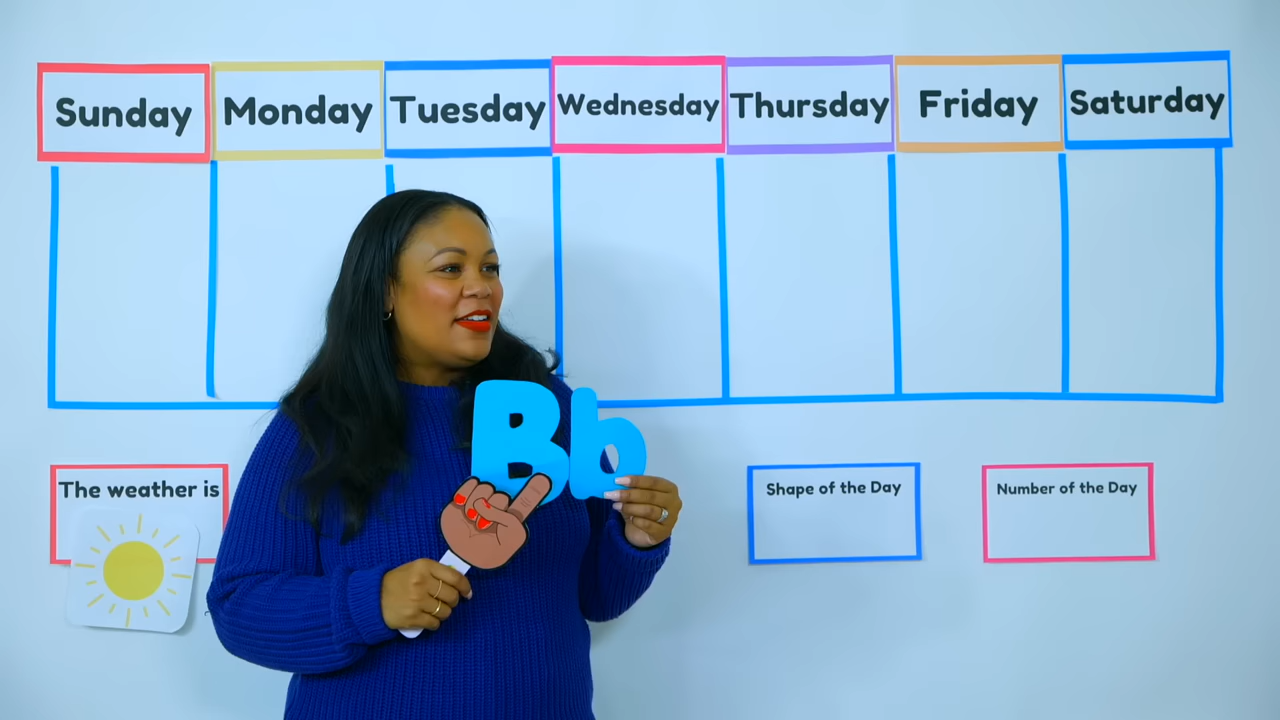 Sunday Monday Tuesday Wednesday Thursday Friday Saturday
Bb
The weather is
Shape of the Day
Number of the Day